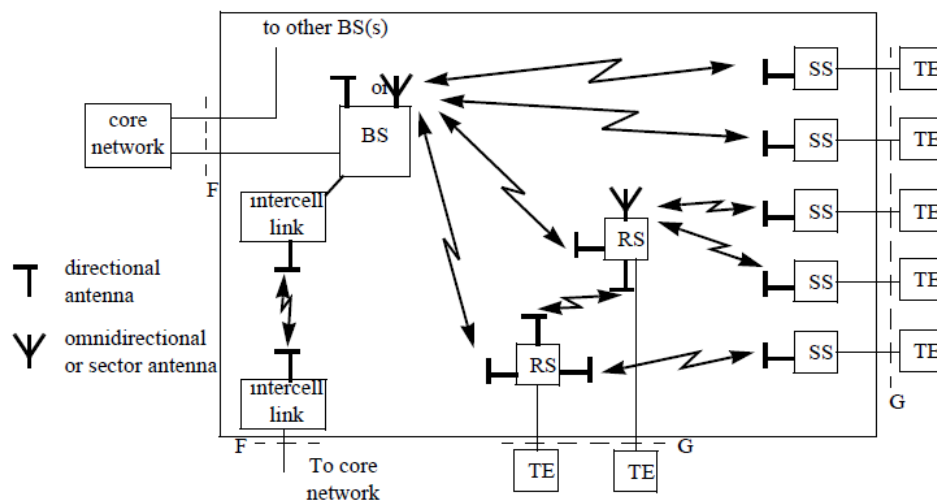 to other BS(s)
or
BS
core
network
F
intercell
link
directional
antenna
omnidirectional
or sector antenna
intercell
link
F
To core
network
RS
RS
TE
TE
G
SS
TE
SS
TE
SS
TE
SS
TE
SS
TE
G